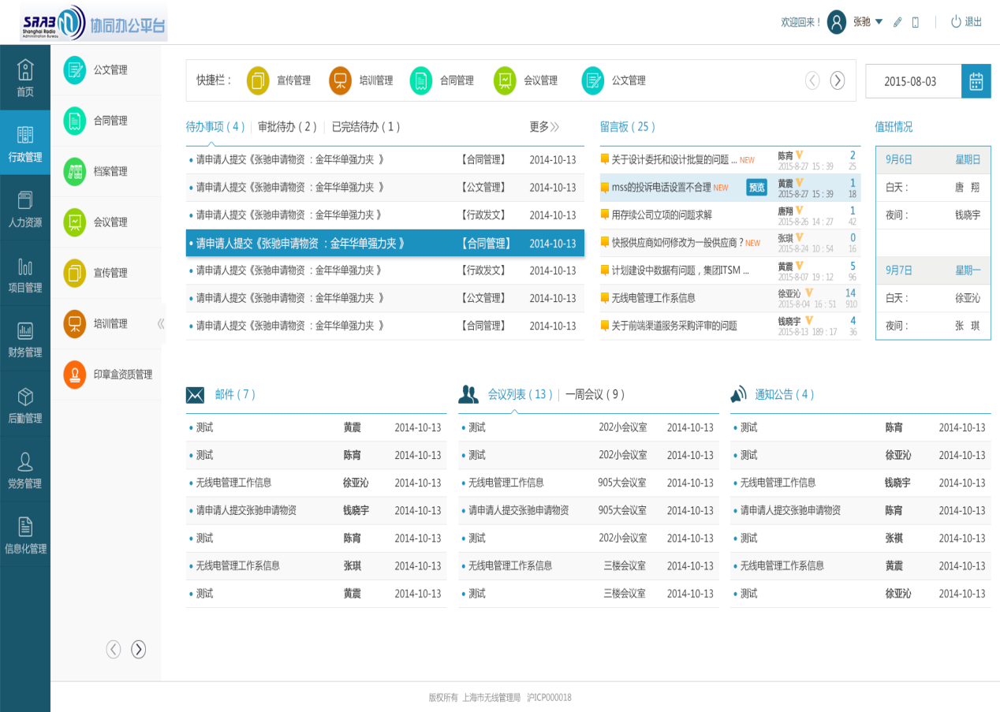 SRRB
Shanghai Radio
Administration Bureau
协同办公平台
欢迎回来！ 张驰 退出
首页
行政管理
人力资源
项目管理
财务管理
后勤管理
党务管理
信息化管理
公文管理
合同管理
档案管理
会议管理
宣传管理
培训管理
印章盒资质管理
快捷栏： 宣传管理 培训管理 合同管理 会议管理 公文管理
2015-08-03
待办事项 ( 4 ) 审批待办 ( 2 ) 已完结待办 ( 1 ) 更多
请申请人提交《张驰申请物资 ：金年华单强力夹 》 【合同管理】 2014-10-13
请申请人提交《张驰申请物资 ：金年华单强力夹 》 【公文管理】 2014-10-13
请申请人提交《张驰申请物资 ：金年华单强力夹 》 【行政发文】 2014-10-13
请申请人提交《张驰申请物资 ：金年华单强力夹 》 【合同管理】 2014-10-13
请申请人提交《张驰申请物资 ：金年华单强力夹 》 【行政发文】 2014-10-13
请申请人提交《张驰申请物资 ：金年华单强力夹 》 【公文管理】 2014-10-13
请申请人提交《张驰申请物资 ：金年华单强力夹 》 【合同管理】 2014-10-13
留言板 ( 25 )
关于设计委托和设计批复的问题 ... NEW 陈宵 V 2
2015-8-27 15 : 39 25
mss的投诉电话设置不合理 NEW 预览 黄震 V 1
2015-8-27 15 : 39 18
用存续公司立项的问题求解 唐翔 V 1
2015-8-26 14 : 27 42
快报供应商如何修改为一般供应商？NEW 张琪 V 0
2015-8-24 10 : 54 16
计划建设中数据有问题，集团ITSM ... 黄震 V 5
2015-8-07 19 : 12 96
无线电管理工作系信息 徐亚沁 V 14
2015-8-04 16 : 51 910
关于前端渠道服务采购评审的问题 钱晓宇 V 4
2015-8-13 189 : 17 36
值班情况
9月6日 星期日
白天： 唐 翔
夜间： 钱晓宇
9月7日 星期一
白天： 徐亚沁
夜间： 张 琪
邮件 ( 7 )
测试 黄震 2014-10-13
测试 陈宵 2014-10-13
无线电管理工作信息 徐亚沁 2014-10-13
请申请人提交张驰申请物资 钱晓宇 2014-10-13
测试 陈宵 2014-10-13
无线电管理工作系信息 张琪 2014-10-13
测试 黄震 2014-10-13
会议列表 ( 13 ) 一周会议 ( 9 )
测试 202小会议室 2014-10-13
测试 202小会议室 2014-10-13
无线电管理工作信息 905大会议室 2014-10-13
请申请人提交张驰申请物资 905大会议室 2014-10-13
测试 202小会议室 2014-10-13
无线电管理工作系信息 三楼会议室 2014-10-13
测试 三楼会议室 2014-10-13
通知公告 ( 4 )
测试 陈宵 2014-10-13
测试 徐亚沁 2014-10-13
无线电管理工作信息 钱晓宇 2014-10-13
请申请人提交张驰申请物资 陈宵 2014-10-13
测试 张祺 2014-10-13
无线电管理工作系信息 黄震 2014-10-13
测试 徐亚沁 2014-10-13
版权所有 上海市无线管理局 沪ICP000018